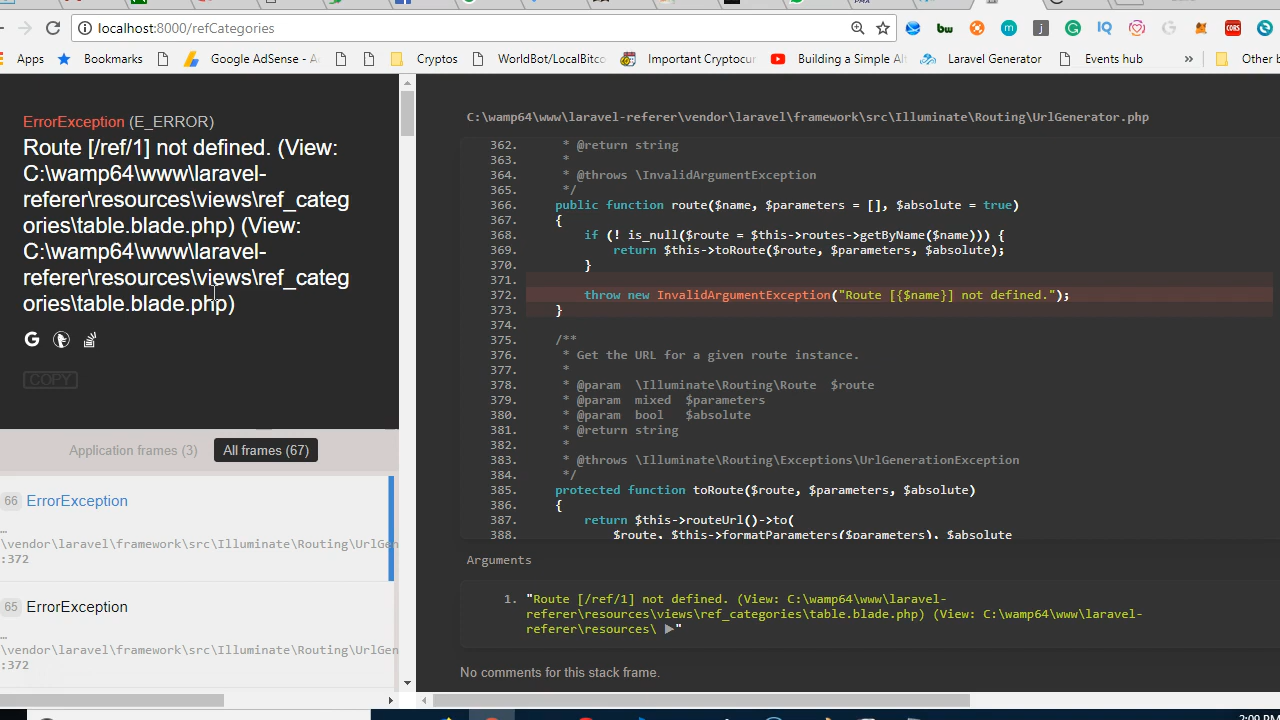 localhost:8000/refCategories
Apps Bookmarks Google AdSense - A Cryptos WorldBot/LocalBitco Important Cryptocur Building a Simple Al Laravel Generator Events hub » Other b
ErrorException (E_ERROR)
Route [/ref/1] not defined. (View:
C:\wamp64\www\laravel-
referer\resources\views\ref_categ
ories\table.blade.php) (View:
C:\wamp64\www\laravel-
referer\resources\views\ref_categ
ories\table.blade.php)
COPY
Application frames (3) All frames (67)
66 ErrorException
…
\vendor\laravel\framework\src\Illuminate\Routing\UrlGen
:372
65 ErrorException
…
\vendor\laravel\framework\src\Illuminate\Routing\UrlGen
:372
C:\wamp64\www\laravel-referer\vendor\laravel\framework\src\Illuminate\Routing\UrlGenerator.php
362. * @return string
363. *
364. * @throws \InvalidArgumentException
365. */
366. public function route($name, $parameters = [], $absolute = true)
367. {
368. if (! is_null($route = $this->routes->getByName($name))) {
369. return $this->toRoute($route, $parameters, $absolute);
370. }
371.
372. throw new InvalidArgumentException("Route [{$name}] not defined.");
373. }
374.
375. /**
376. * Get the URL for a given route instance.
377. *
378. * @param \Illuminate\Routing\Route $route
379. * @param mixed $parameters
380. * @param bool $absolute
381. * @return string
382. *
383. * @throws \Illuminate\Routing\Exceptions\UrlGenerationException
384. */
385. protected function toRoute($route, $parameters, $absolute)
386. {
387. return $this->routeUrl()->to(
388. $route, $this->formatParameters($parameters), $absolute
Arguments
1. "Route [/ref/1] not defined. (View: C:\wamp64\www\laravel-
referer\resources\views\ref_categories\table.blade.php) (View: C:\wamp64\www\laravel-
referer\resources\ ▶"
No comments for this stack frame.
2:00 PM